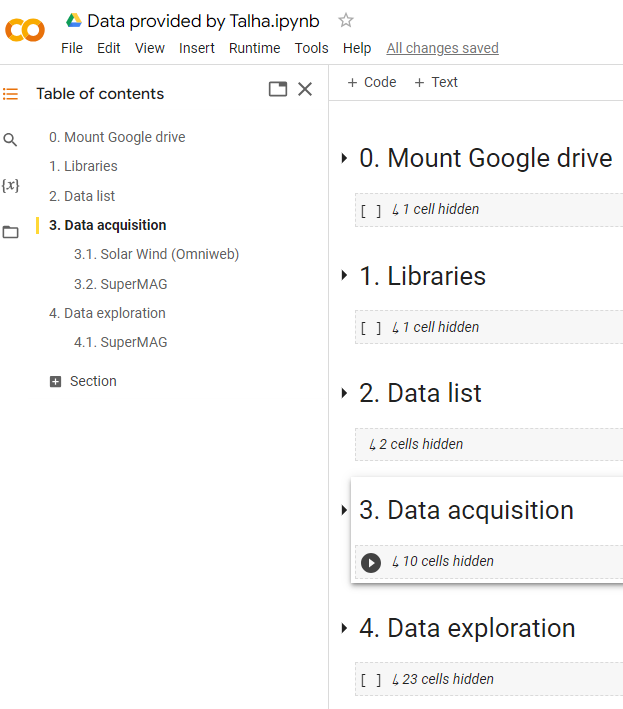 Data provided by Talha.ipynb
File Edit View Insert Runtime Tools Help All changes saved
Table of contents
0. Mount Google drive
1. Libraries
2. Data list
3. Data acquisition
3.1. Solar Wind (Omniweb)
3.2. SuperMAG
4. Data exploration
4.1. SuperMAG
Section
{x}
+ Code + Text
0. Mount Google drive
[ ] ↳ 1 cell hidden
1. Libraries
[ ] ↳ 1 cell hidden
2. Data list
↳ 2 cells hidden
3. Data acquisition
↳ 10 cells hidden
4. Data exploration
[ ] ↳ 23 cells hidden